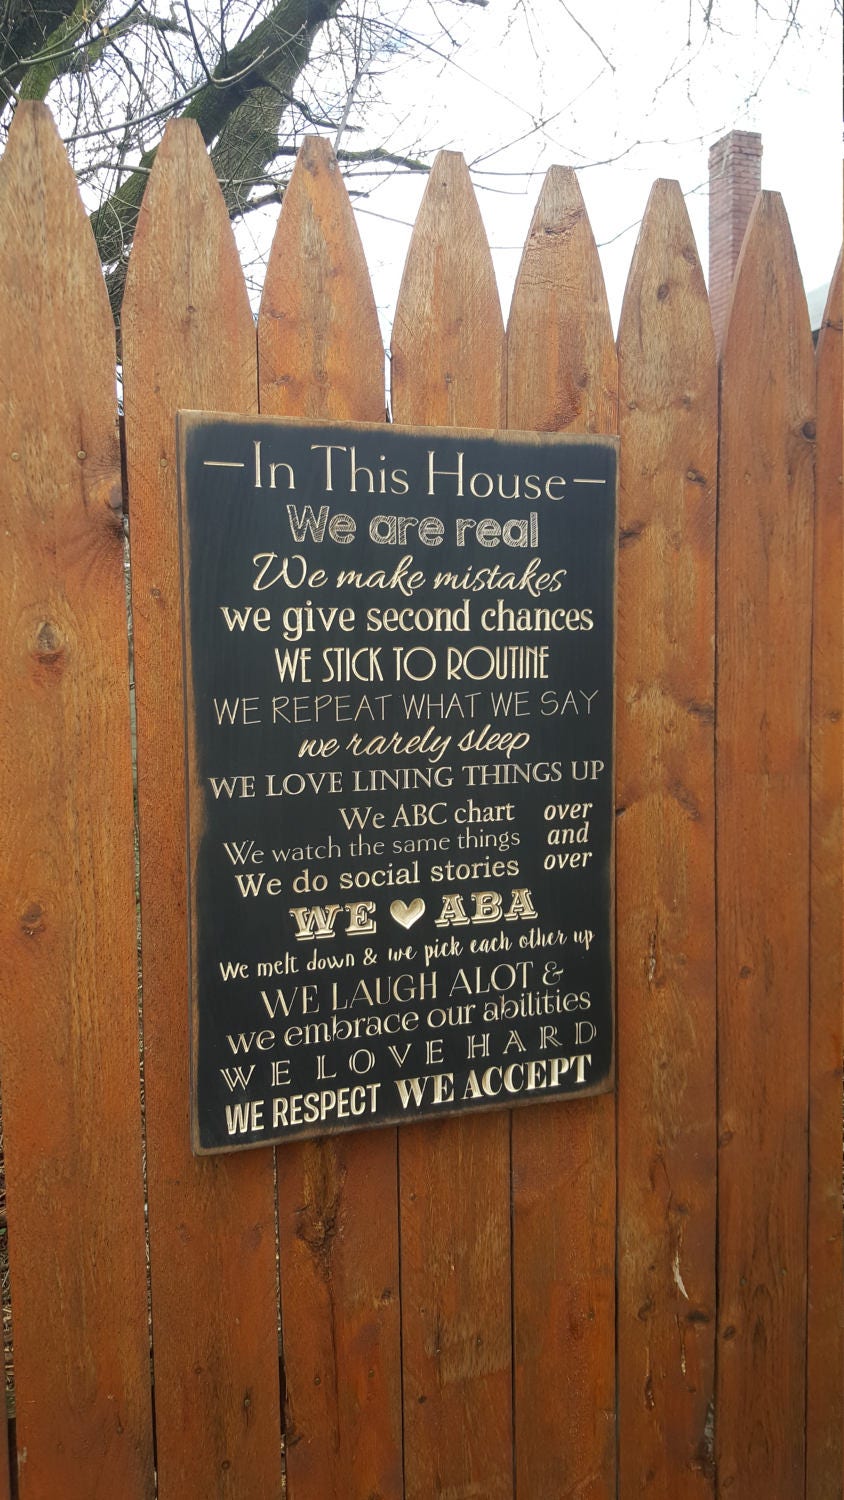 —In This House—
We are real
We make mistakes
we give second chances
WE STICK TO ROUTINE
WE REPEAT WHAT WE SAY
we rarely sleep
WE LOVE LINING THINGS UP
We ABC chart over
We watch the same things and
We do social stories over
WE ♥ ABA
We melt down & we pick each other up
WE LAUGH ALOT &
we embrace our abilities
WE LOVE HARD
WE RESPECT WE ACCEPT